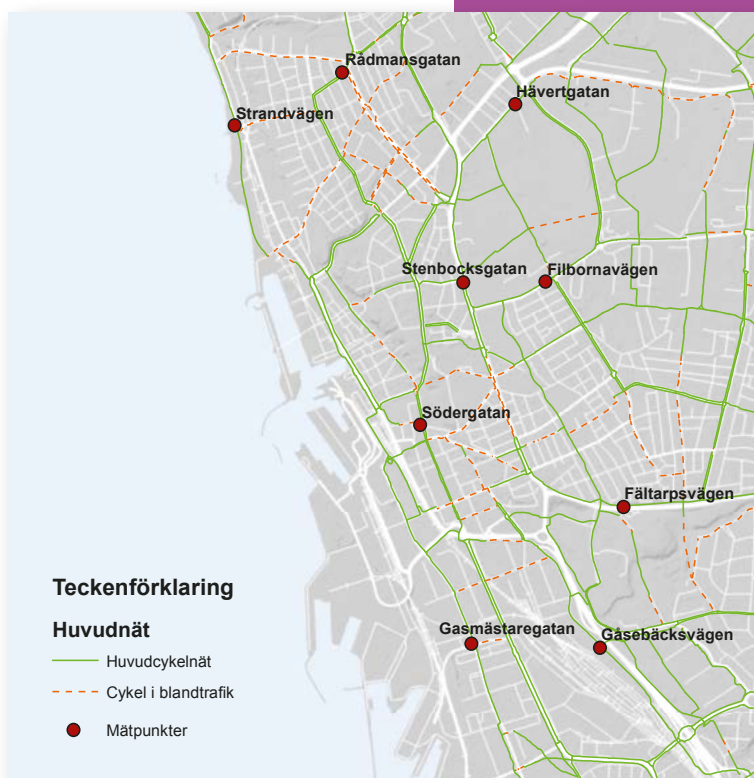 Rådmansgatan
Hävertgatan
Strandvägen
Stenbocksgatan
Filbornavägen
Södergatan
Fältarpsvägen
Gasmästaregatan
Gåsebäcksvägen
Teckenförklaring
Huvudnät
Huvudcykelnät
Cykel i blandtrafik
Mätpunkter